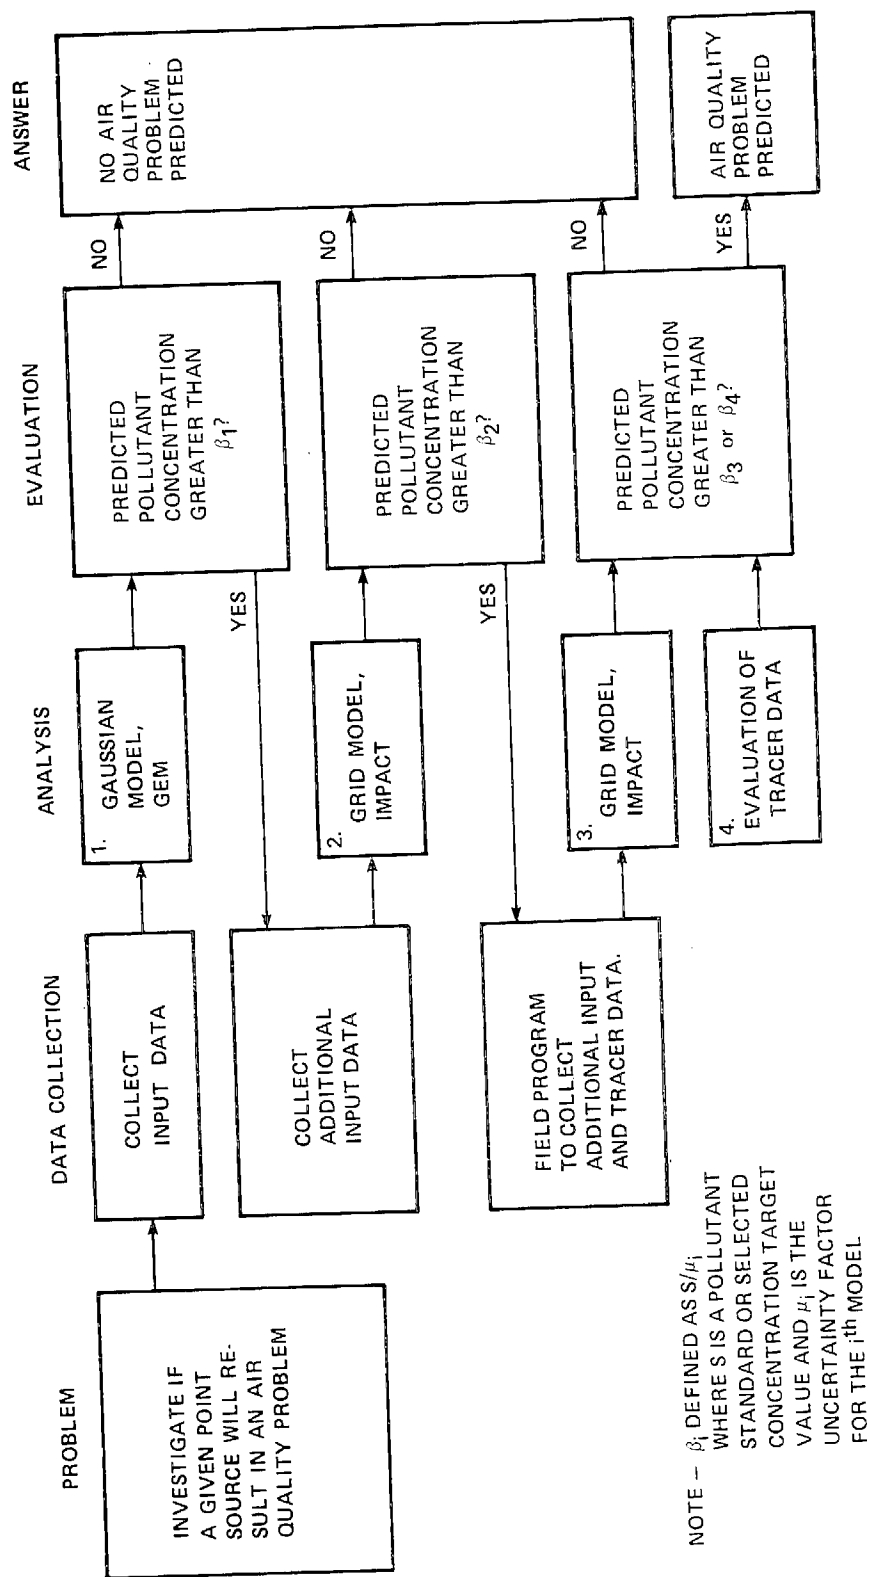 PROBLEM
DATA COLLECTION
ANALYSIS
EVALUATION
ANSWER
INVESTIGATE IF
A GIVEN POINT
SOURCE WILL RE-
SULT IN AN AIR
QUALITY PROBLEM
COLLECT
INPUT DATA
1.
GAUSSIAN
MODEL,
GEM
PREDICTED
POLLUTANT
CONCENTRATION
GREATER THAN
β1?
NO
NO AIR
QUALITY
PROBLEM
PREDICTED
YES
COLLECT
ADDITIONAL
INPUT DATA
2.
GRID MODEL,
IMPACT
PREDICTED
POLLUTANT
CONCENTRATION
GREATER THAN
β2?
NO
YES
FIELD PROGRAM
TO COLLECT
ADDITIONAL INPUT
AND TRACER DATA.
3.
GRID MODEL,
IMPACT
PREDICTED
POLLUTANT
CONCENTRATION
GREATER THAN
β3 or β4?
NO
YES
AIR QUALITY
PROBLEM
PREDICTED
4.
EVALUATION OF
TRACER DATA
NOTE — βi DEFINED AS S/μi
WHERE S IS A POLLUTANT
STANDARD OR SELECTED
CONCENTRATION TARGET
VALUE AND μi IS THE
UNCERTAINTY FACTOR
FOR THE ith MODEL